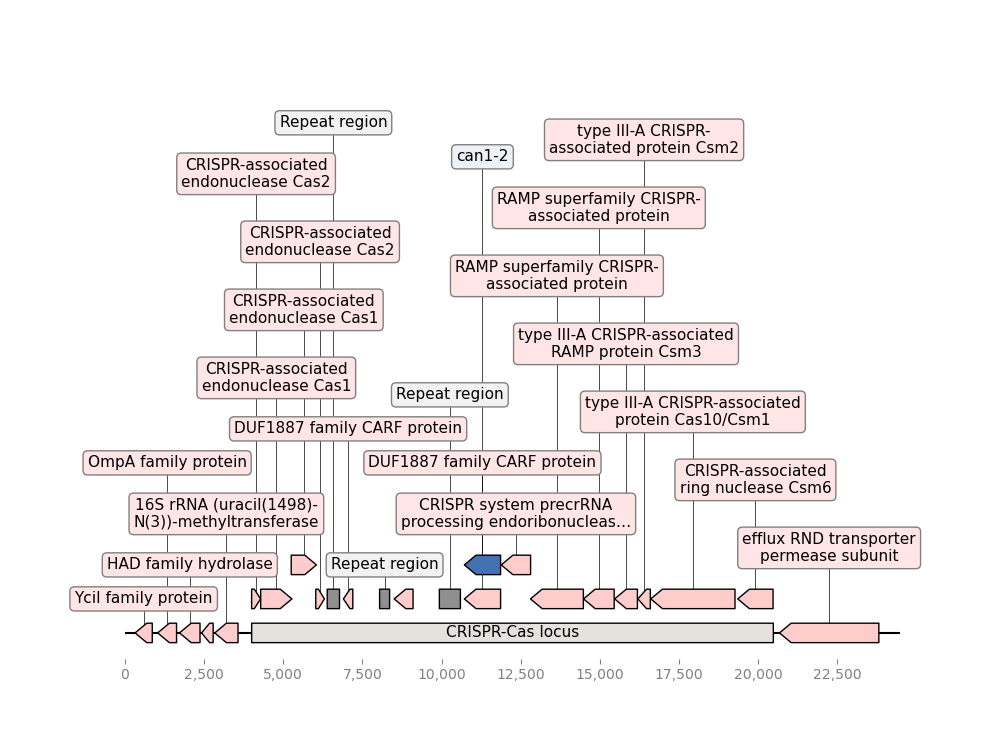 Repeat region
type III-A CRISPR-
associated protein Csm2
can1-2
CRISPR-associated
endonuclease Cas2
RAMP superfamily CRISPR-
associated protein
CRISPR-associated
endonuclease Cas2
RAMP superfamily CRISPR-
associated protein
CRISPR-associated
endonuclease Cas1
type III-A CRISPR-associated
RAMP protein Csm3
CRISPR-associated
endonuclease Cas1
Repeat region
type III-A CRISPR-associated
protein Cas10/Csm1
DUF1887 family CARF protein
OmpA family protein
DUF1887 family CARF protein
CRISPR-associated
ring nuclease Csm6
16S rRNA (uracil(1498)-
N(3))-methyltransferase
CRISPR system precrRNA
processing endoribonucleas...
efflux RND transporter
permease subunit
HAD family hydrolase
Repeat region
YciI family protein
CRISPR-Cas locus
0 2,500 5,000 7,500 10,000 12,500 15,000 17,500 20,000 22,500